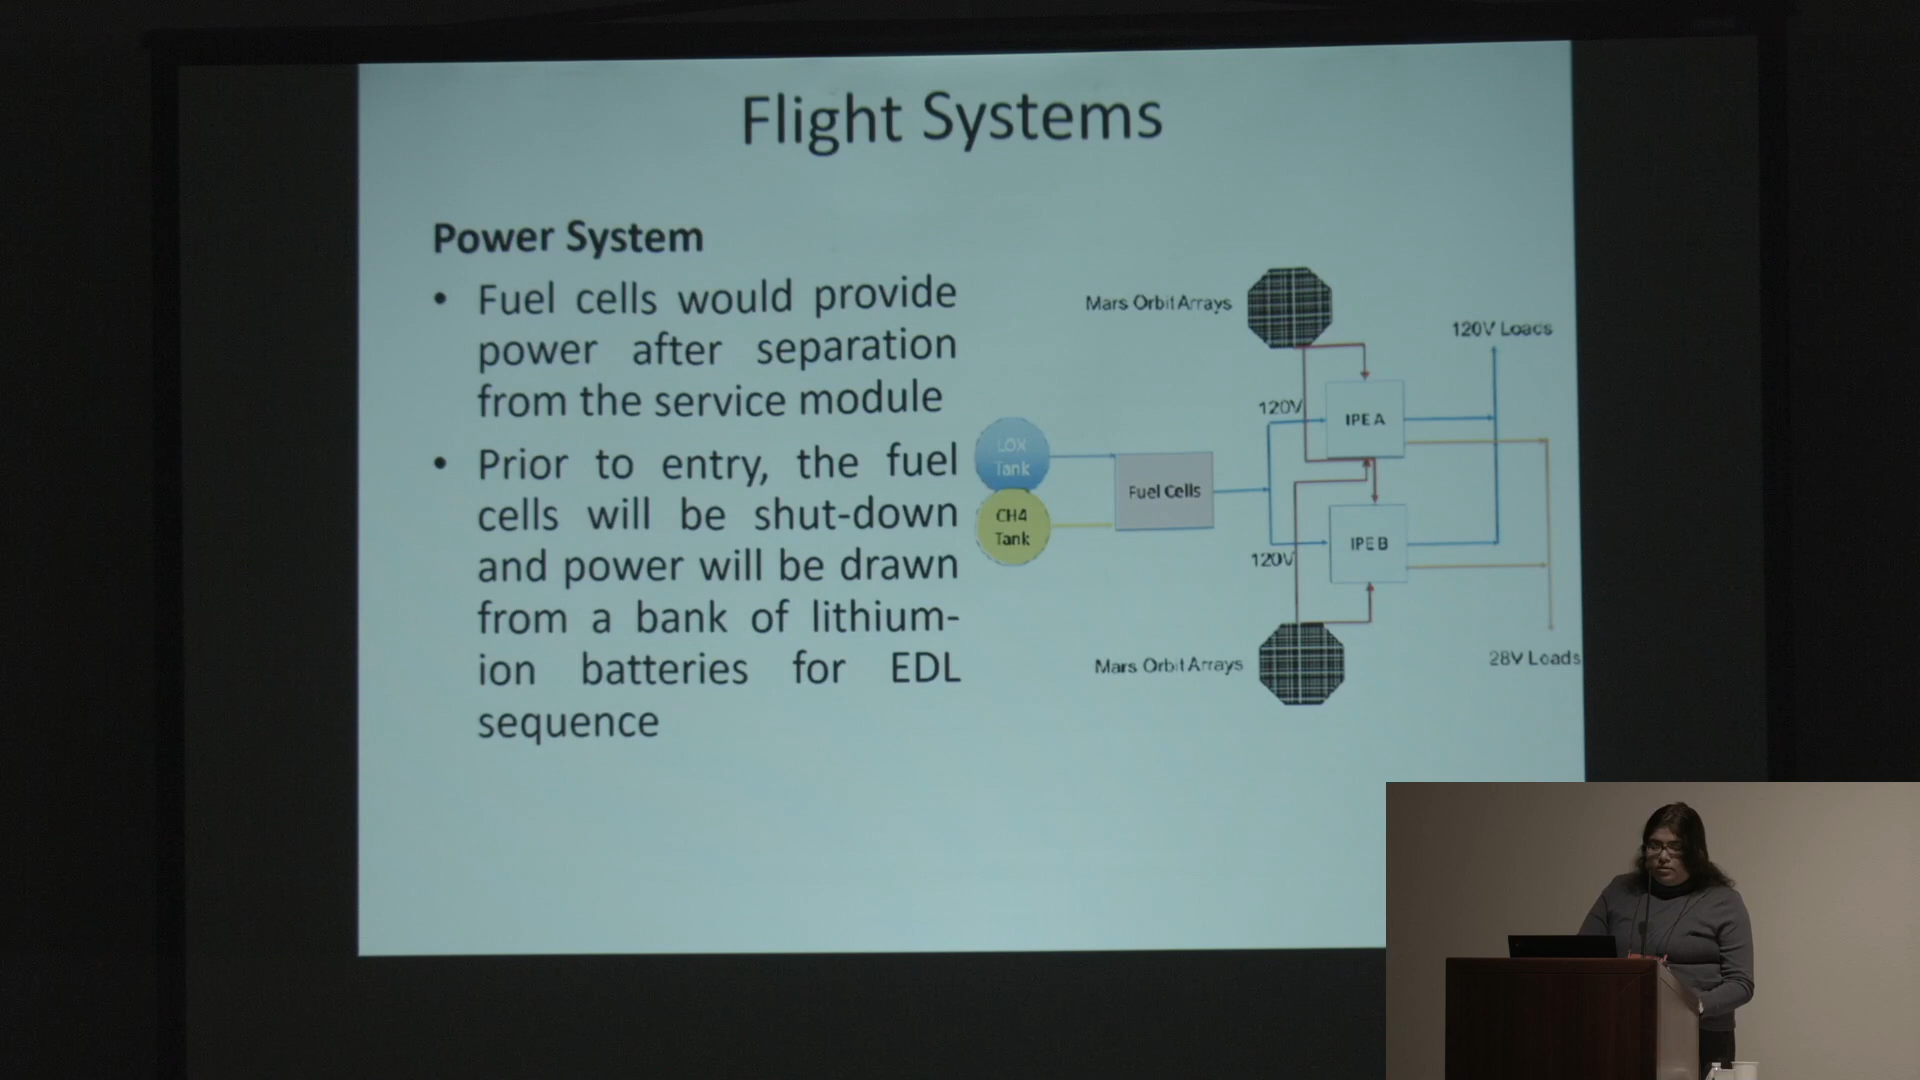 Flight Systems
Power System
• Fuel cells would provide
power after separation
from the service module
• Prior to entry, the fuel
cells will be shut-down
and power will be drawn
from a bank of lithium-
ion batteries for EDL
sequence
Mars Orbit Arrays
120V Loads
120V
IPE A
LOX
Tank
Fuel Cells
CH4
Tank
IPE B
120V
Mars Orbit Arrays
28V Loads